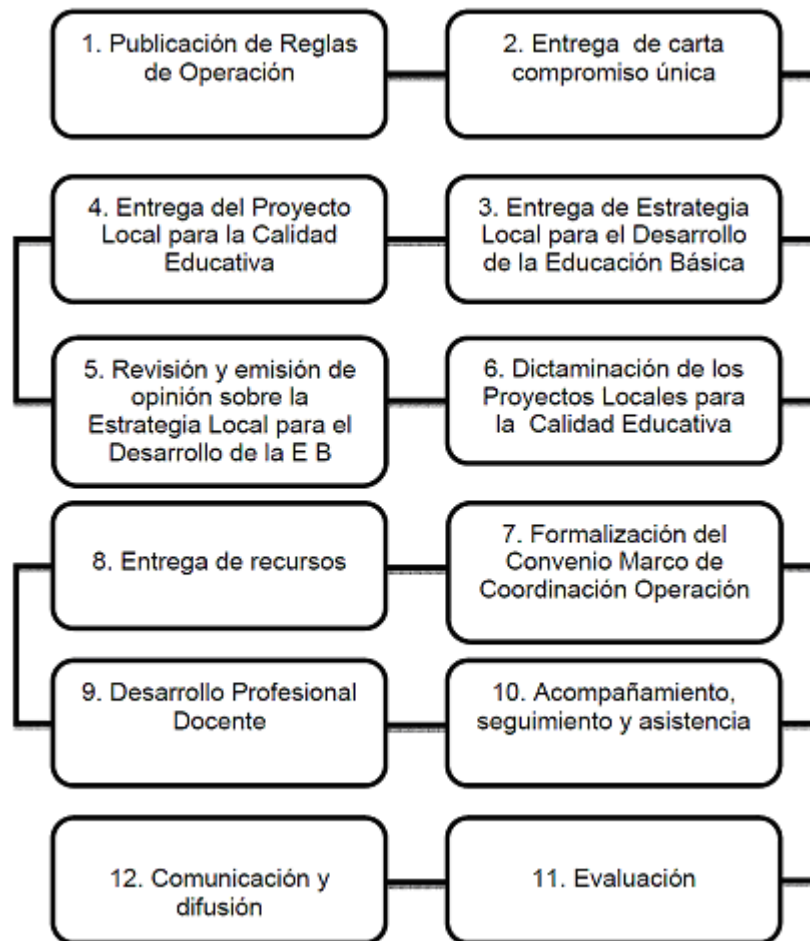 1. Publicación de Reglas
de Operación
2. Entrega de carta
compromiso única
3. Entrega de Estrategia
Local para el Desarrollo
de la Educación Básica
4. Entrega del Proyecto
Local para la Calidad
Educativa
5. Revisión y emisión de
opinión sobre la
Estrategia Local para el
Desarrollo de la E B
6. Dictaminación de los
Proyectos Locales para
la Calidad Educativa
7. Formalización del
Convenio Marco de
Coordinación Operación
8. Entrega de recursos
9. Desarrollo Profesional
Docente
10. Acompañamiento,
seguimiento y asistencia
11. Evaluación
12. Comunicación y
difusión